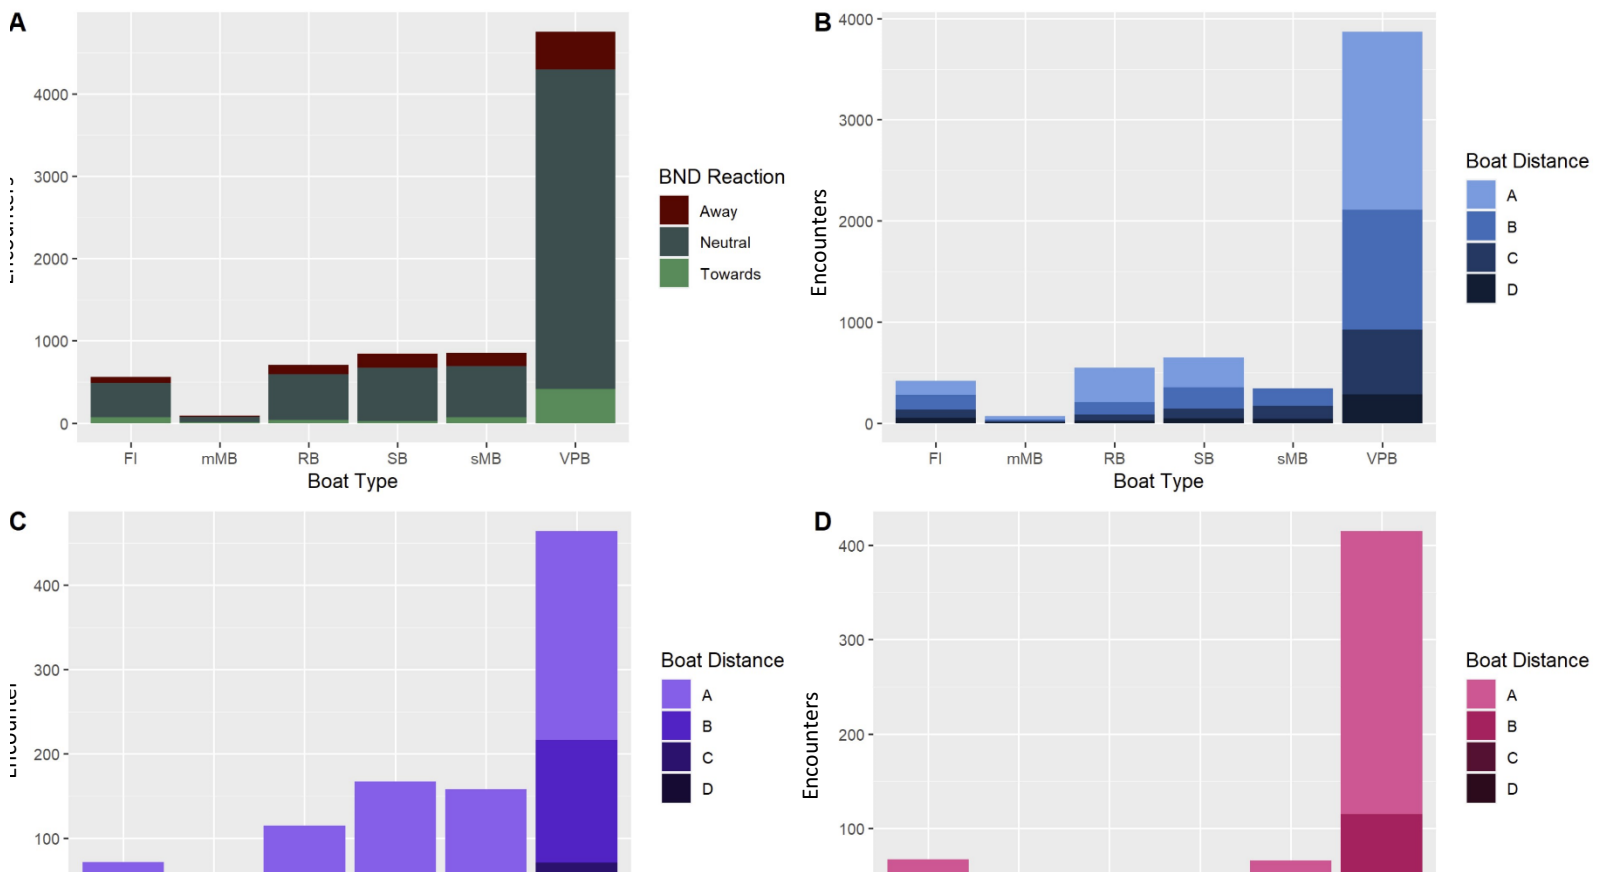 A
4000
3000
2000
1000
0
FI mMB RB SB sMB VPB
Boat Type
BND Reaction
Away
Neutral
Towards
B
Encounters
4000
3000
2000
1000
0
FI mMB RB SB sMB VPB
Boat Type
Boat Distance
A
B
C
D
C
400
300
200
100
Boat Distance
A
B
C
D
D
Encounters
400
300
200
100
Boat Distance
A
B
C
D